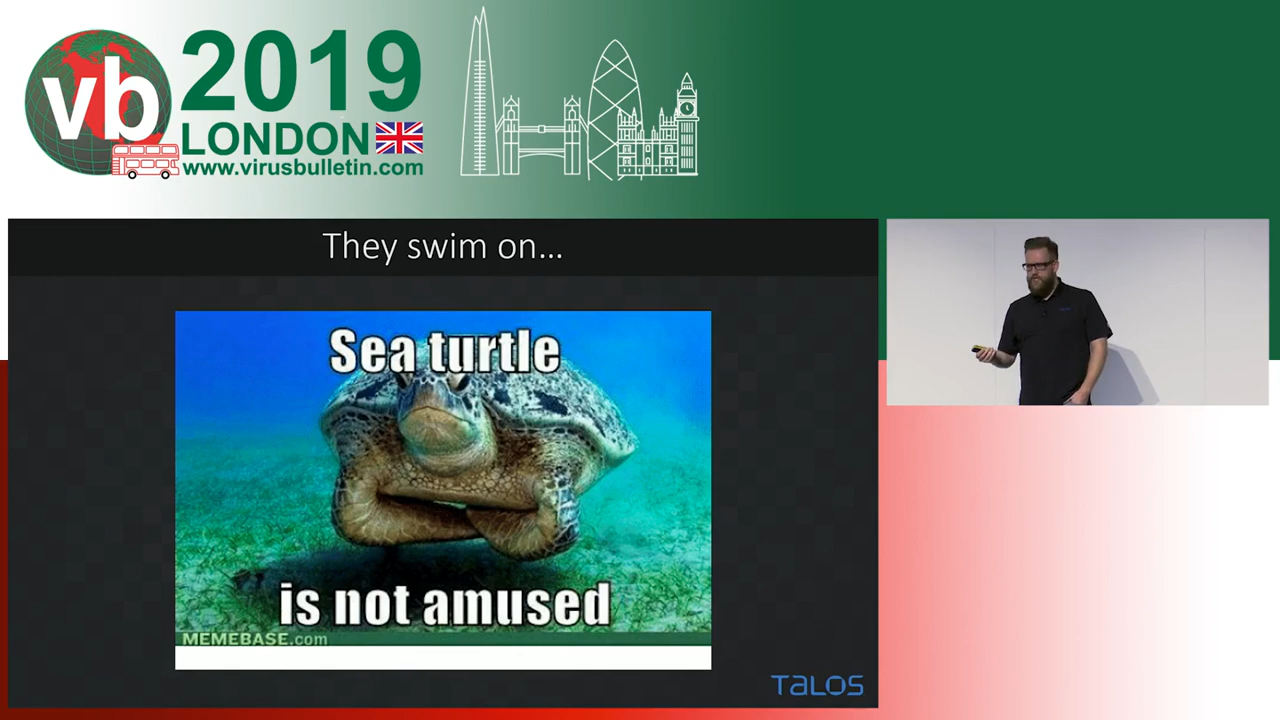 vb
2019
LONDON
www.virusbulletin.com
They swim on...
Sea turtle
is not amused
MEMEBASE.com
TALOS